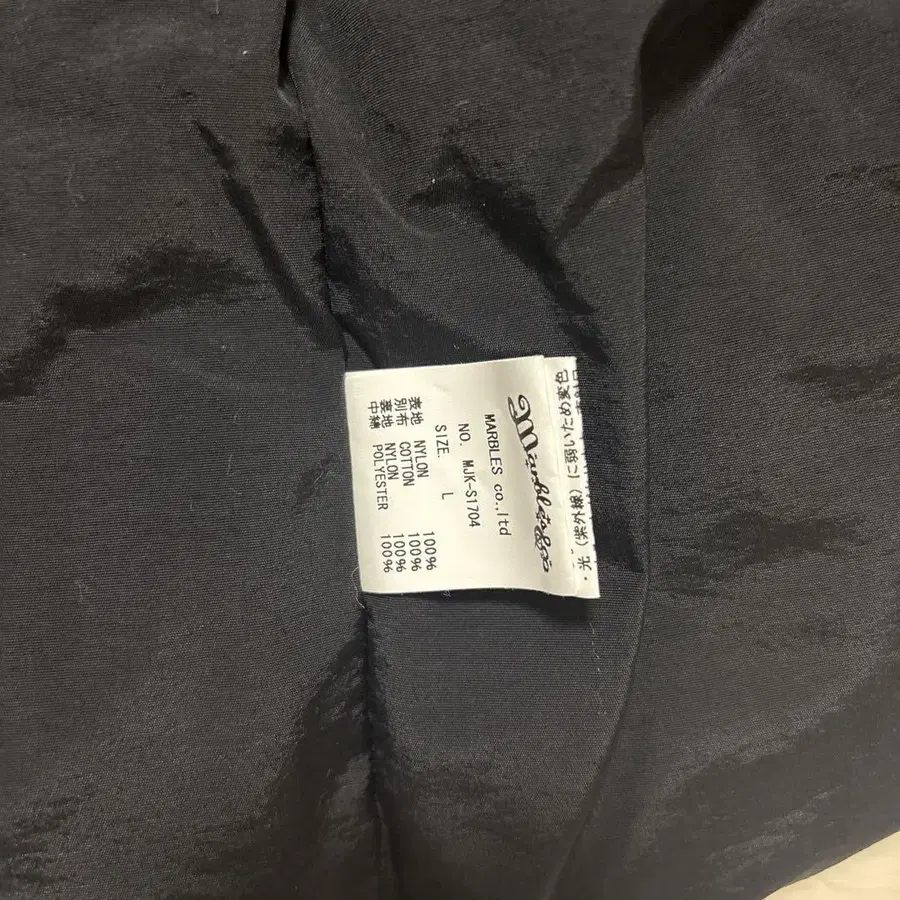 Marbles
MARBLES co.,ltd
NO. MJK-S1704
SIZE. L
表地 NYLON 100%
別布 COTTON 100%
裏地 NYLON 100%
中綿 POLYESTER 100%
・光(紫外線)に弱いため変色